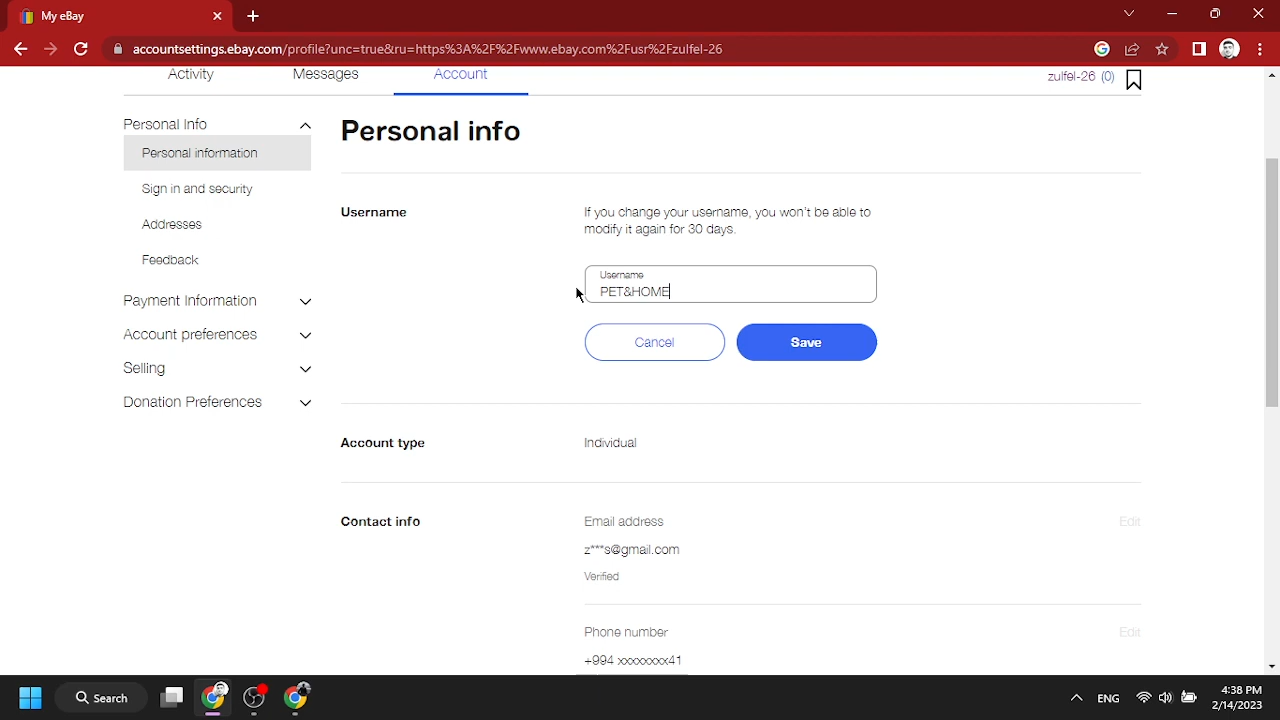 My eBay
accountsettings.ebay.com/profile?unc=true&ru=https%3A%2F%2Fwww.ebay.com%2Fusr%2Fzulfel-26
Activity
Messages
Account
zulfel-26 (0)
Personal Info
Personal information
Sign in and security
Addresses
Feedback
Payment Information
Account preferences
Selling
Donation Preferences
Personal info
Username
If you change your username, you won't be able to
modify it again for 30 days.
Username
PET&HOME
Cancel
Save
Account type
Individual
Contact info
Email address
Edit
z***s@gmail.com
Verified
Phone number
Edit
+994 xxxxxxxx41
Search
ENG
4:38 PM
2/14/2023